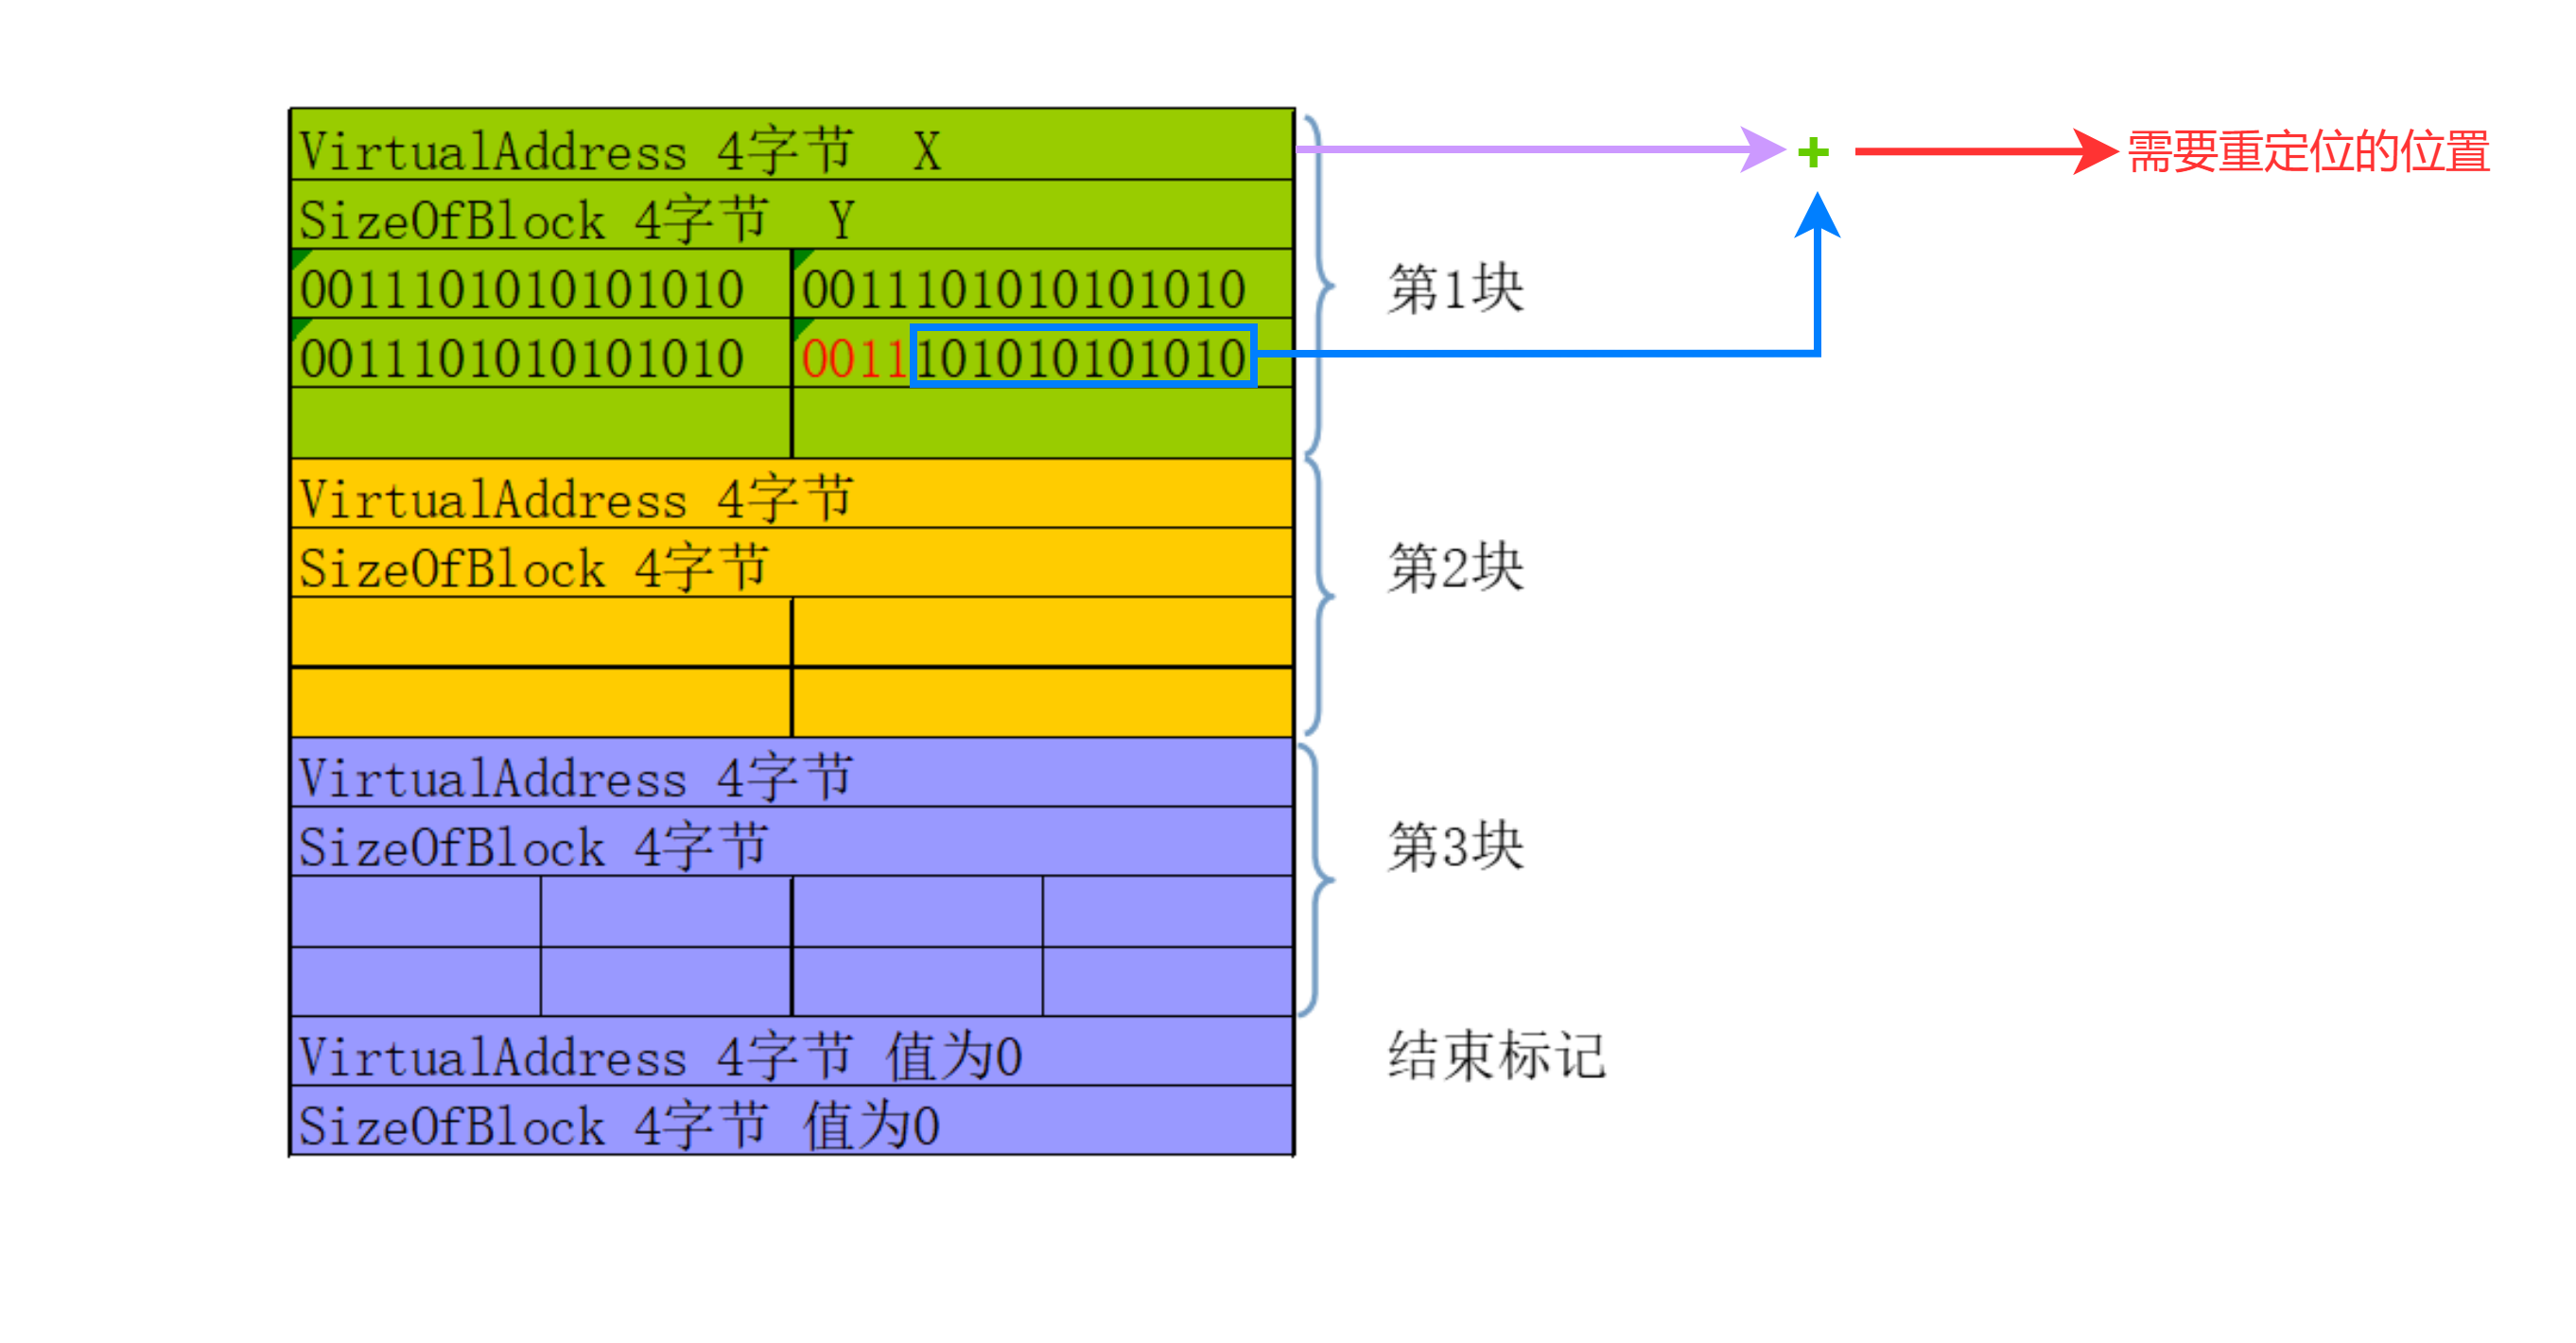 VirtualAddress 4字节 X
+
需要重定位的位置
SizeOfBlock 4字节 Y
0011101010101010 0011101010101010
第1块
0011101010101010 0011101010101010
VirtualAddress 4字节
SizeOfBlock 4字节
第2块
VirtualAddress 4字节
SizeOfBlock 4字节
第3块
VirtualAddress 4字节 值为0
结束标记
SizeOfBlock 4字节 值为0